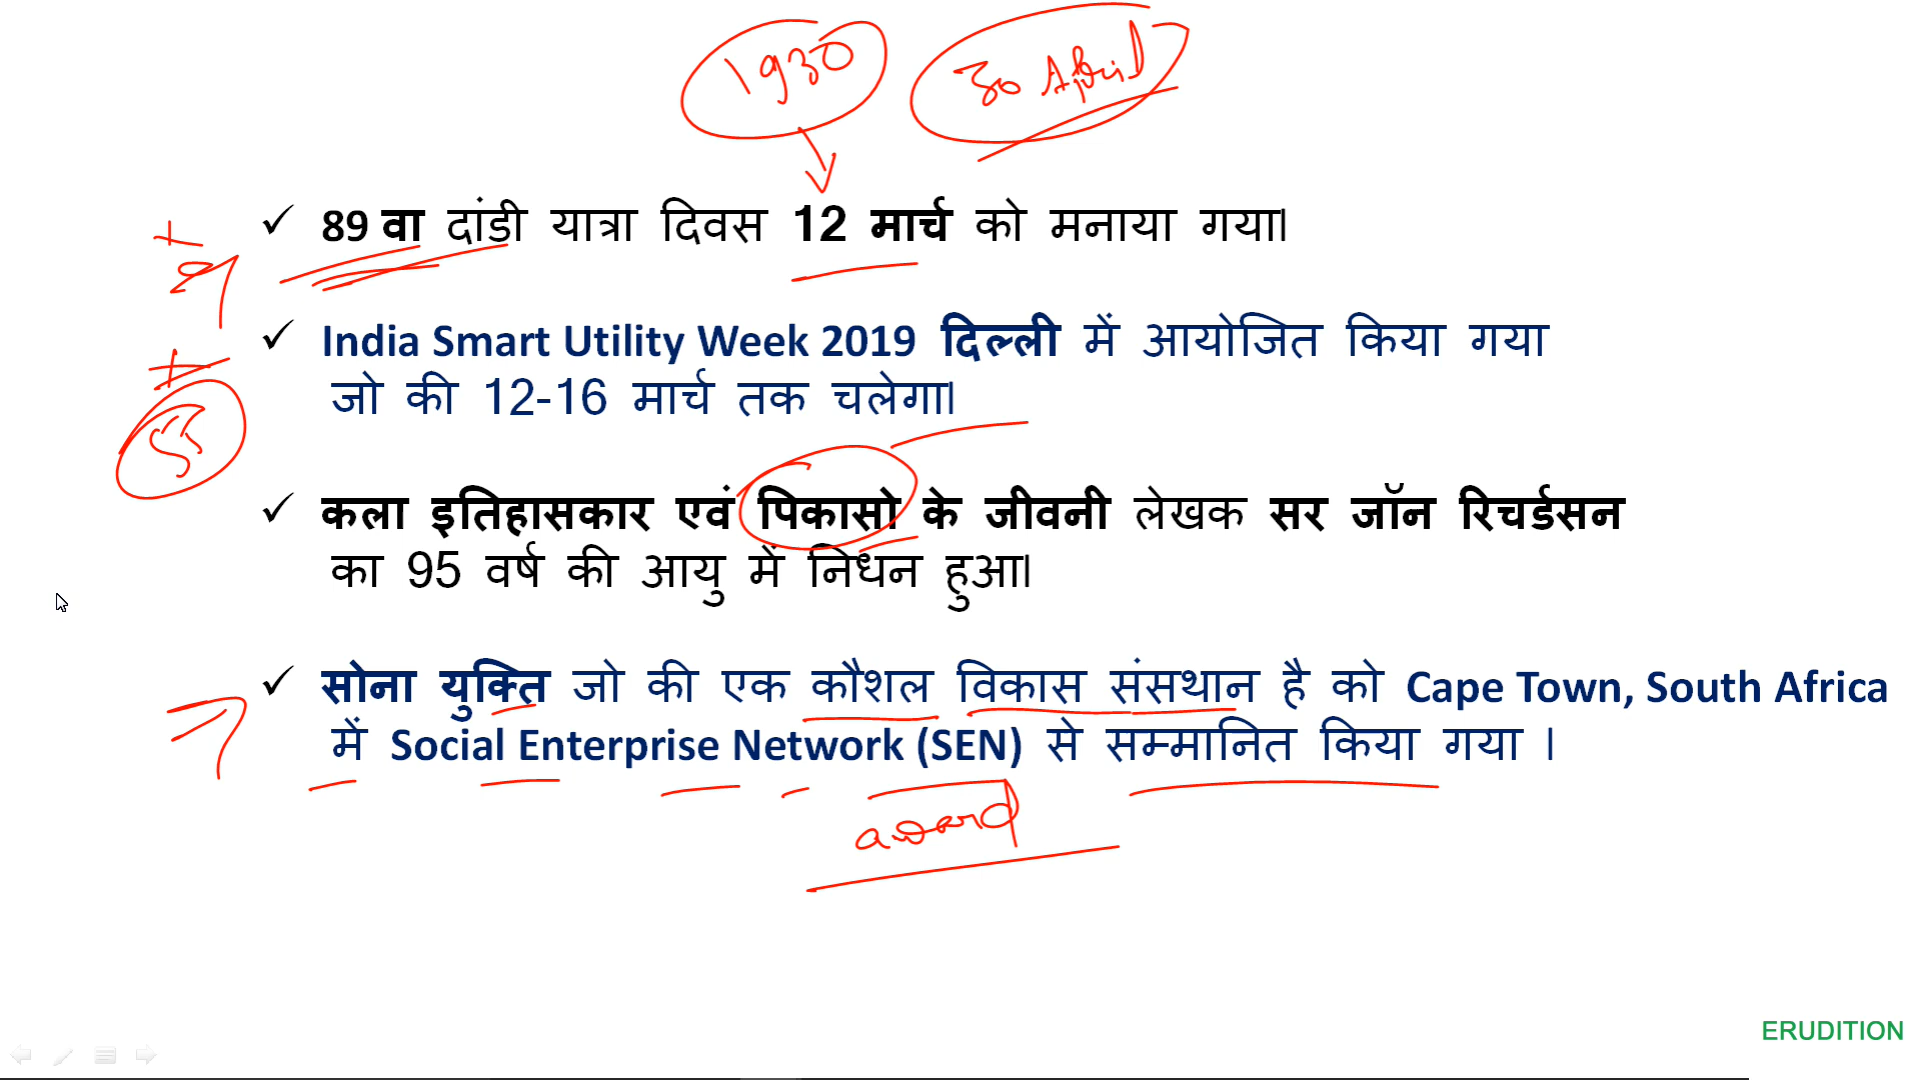 1930 30 April
✓ 89 वा दांडी यात्रा दिवस 12 मार्च को मनाया गया।
✓ India Smart Utility Week 2019 दिल्ली में आयोजित किया गया
जो की 12-16 मार्च तक चलेगा।
✓ कला इतिहासकार एवं पिकासो के जीवनी लेखक सर जॉन रिचर्डसन
का 95 वर्ष की आयु में निधन हुआ।
✓ सोना युक्ति जो की एक कौशल विकास संस्थान है को Cape Town, South Africa
में Social Enterprise Network (SEN) से सम्मानित किया गया ।
award
ERUDITION